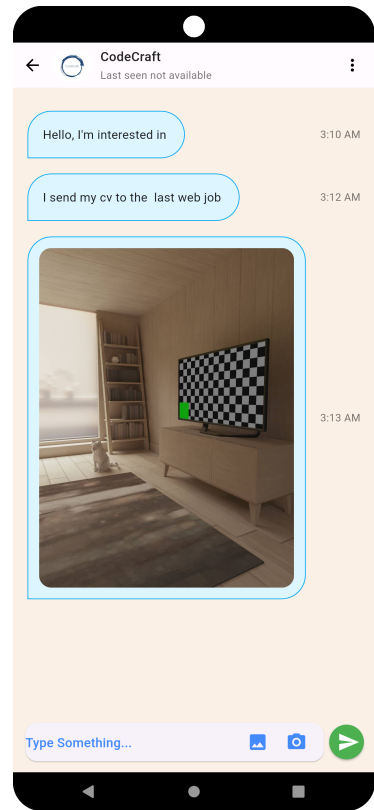 CodeCraft
Last seen not available
Hello, I'm interested in
3:10 AM
I send my cv to the  last web job
3:12 AM
3:13 AM
Type Something...